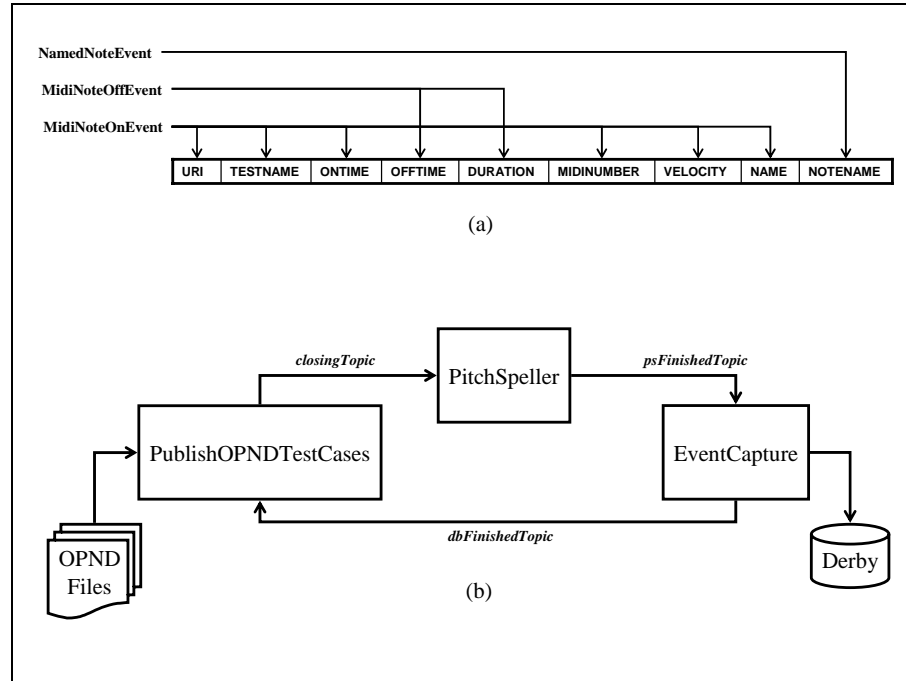 NamedNoteEvent
MidiNoteOffEvent
MidiNoteOnEvent
URI TESTNAME ONTIME OFFTIME DURATION MIDINUMBER VELOCITY NAME NOTENAME
(a)
closingTopic
PitchSpeller
psFinishedTopic
PublishOPNDTestCases
EventCapture
dbFinishedTopic
OPND
Files
Derby
(b)